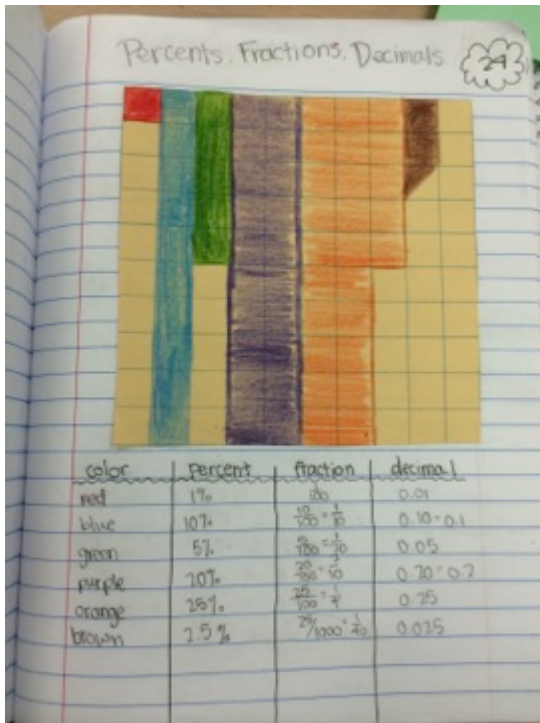 Percents. Fractions. Decimals 24
color percent fraction decimal
red 1% 1/100 0.01
blue 10% 10/100 = 1/10 0.10 = 0.1
green 5% 5/100 = 1/20 0.05
purple 20% 20/100 = 2/10 0.20 = 0.2
orange 25% 25/100 = 1/4 0.25
brown 2.5% 25/1000 = 1/40 0.025